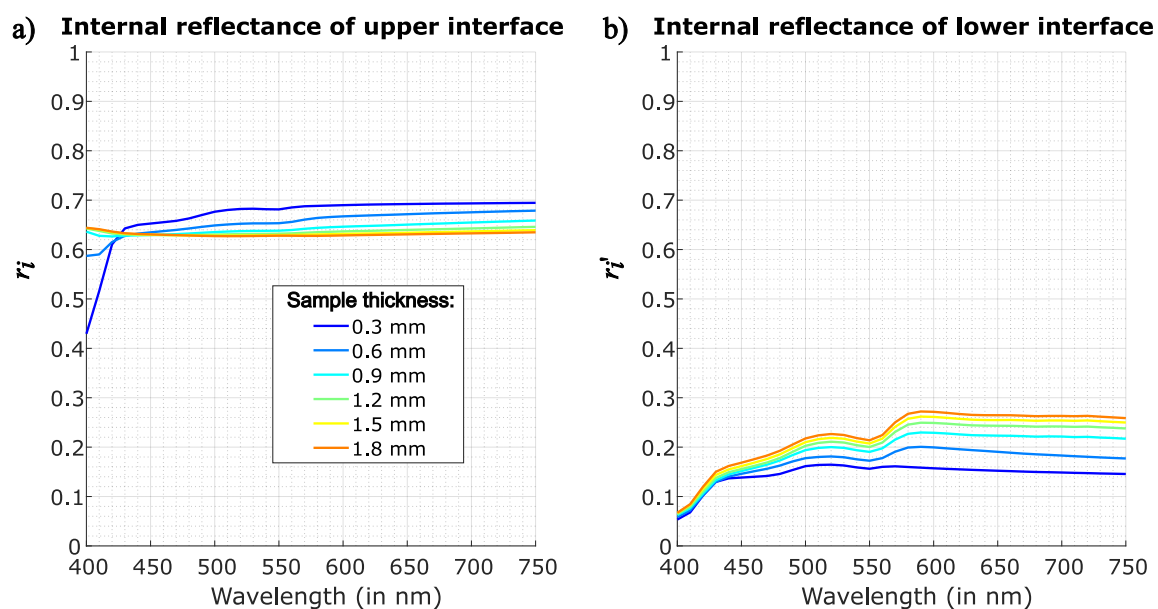 a) Internal reflectance of upper interface
1
0.9
0.8
0.7
0.6
0.5
0.4
0.3
0.2
0.1
0
ri
400 450 500 550 600 650 700 750
Wavelength (in nm)
Sample thickness:
0.3 mm
0.6 mm
0.9 mm
1.2 mm
1.5 mm
1.8 mm
b) Internal reflectance of lower interface
1
0.9
0.8
0.7
0.6
0.5
0.4
0.3
0.2
0.1
0
ri'
400 450 500 550 600 650 700 750
Wavelength (in nm)